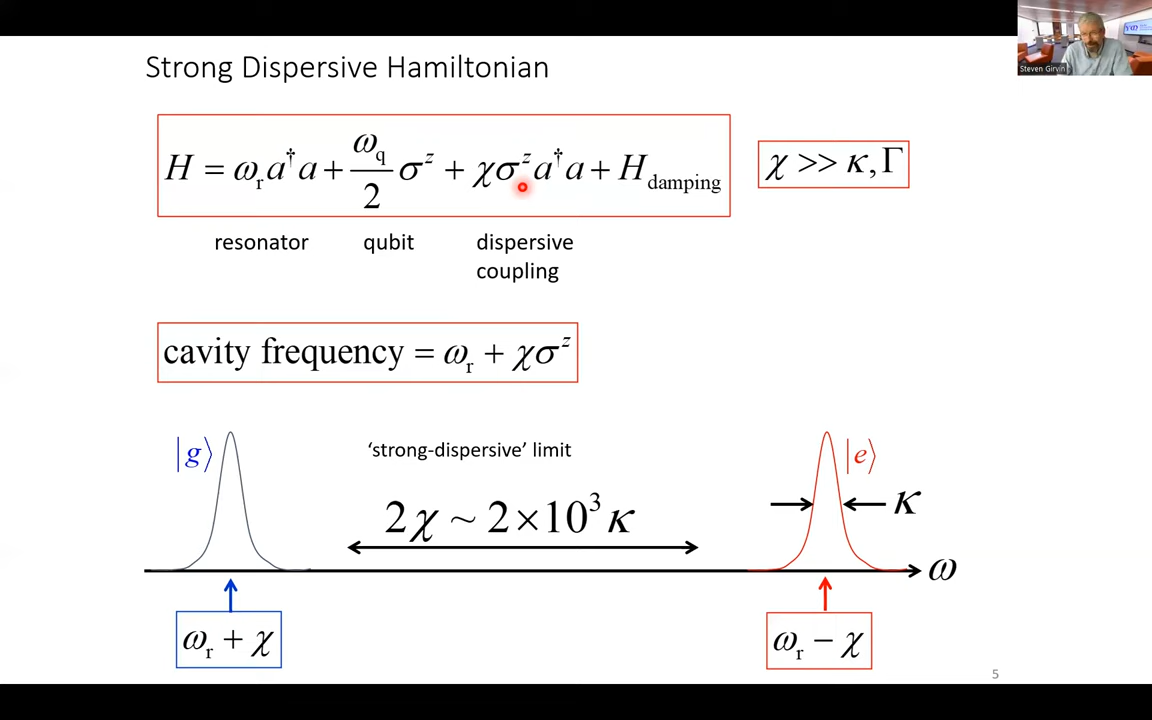 Strong Dispersive Hamiltonian
Steven Girvin
H = ω_r a†a + ω_q/2 σ^z + χσ^z a†a + H_damping
χ >> κ, Γ
resonator qubit dispersive
coupling
cavity frequency = ω_r + χσ^z
|g⟩ ‘strong-dispersive’ limit |e⟩
2χ ~ 2×10³ κ
κ
ω
ω_r + χ
ω_r − χ
5